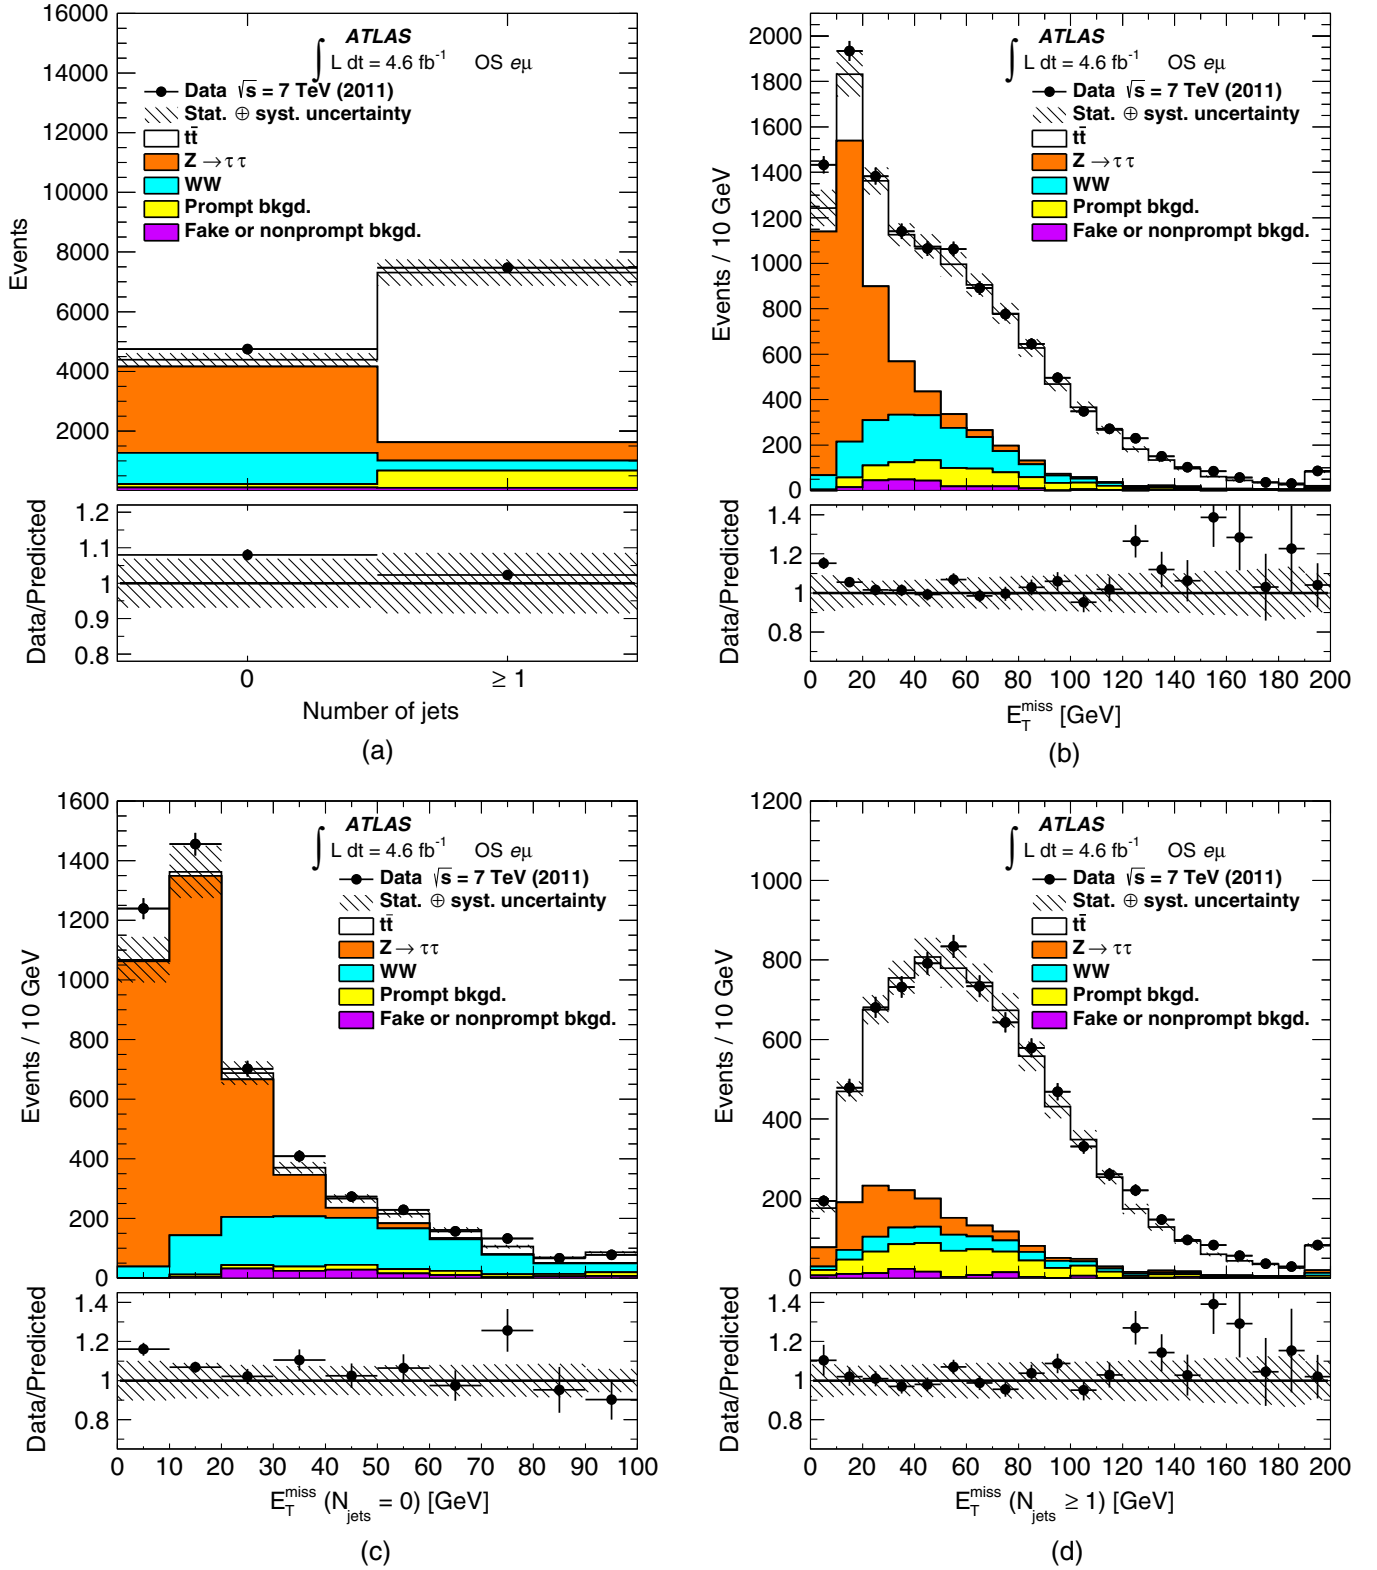 16000
14000
12000
10000
8000
6000
4000
2000
Events
ATLAS
∫ L dt = 4.6 fb⁻¹ OS eμ
Data √s = 7 TeV (2011)
Stat. ⊕ syst. uncertainty
tt̄
Z → ττ
WW
Prompt bkgd.
Fake or nonprompt bkgd.
1.2
1.1
1
0.9
0.8
Data/Predicted
0 ≥ 1
Number of jets
(a)
2000
1800
1600
1400
1200
1000
800
600
400
200
0
Events / 10 GeV
ATLAS
∫ L dt = 4.6 fb⁻¹ OS eμ
Data √s = 7 TeV (2011)
Stat. ⊕ syst. uncertainty
tt̄
Z → ττ
WW
Prompt bkgd.
Fake or nonprompt bkgd.
1.4
1.2
1
0.8
Data/Predicted
0 20 40 60 80 100 120 140 160 180 200
E_T^miss [GeV]
(b)
1600
1400
1200
1000
800
600
400
200
0
Events / 10 GeV
ATLAS
∫ L dt = 4.6 fb⁻¹ OS eμ
Data √s = 7 TeV (2011)
Stat. ⊕ syst. uncertainty
tt̄
Z → ττ
WW
Prompt bkgd.
Fake or nonprompt bkgd.
1.4
1.2
1
0.8
Data/Predicted
0 10 20 30 40 50 60 70 80 90 100
E_T^miss (N_jets = 0) [GeV]
(c)
1200
1000
800
600
400
200
0
Events / 10 GeV
ATLAS
∫ L dt = 4.6 fb⁻¹ OS eμ
Data √s = 7 TeV (2011)
Stat. ⊕ syst. uncertainty
tt̄
Z → ττ
WW
Prompt bkgd.
Fake or nonprompt bkgd.
1.4
1.2
1
0.8
Data/Predicted
0 20 40 60 80 100 120 140 160 180 200
E_T^miss (N_jets ≥ 1) [GeV]
(d)